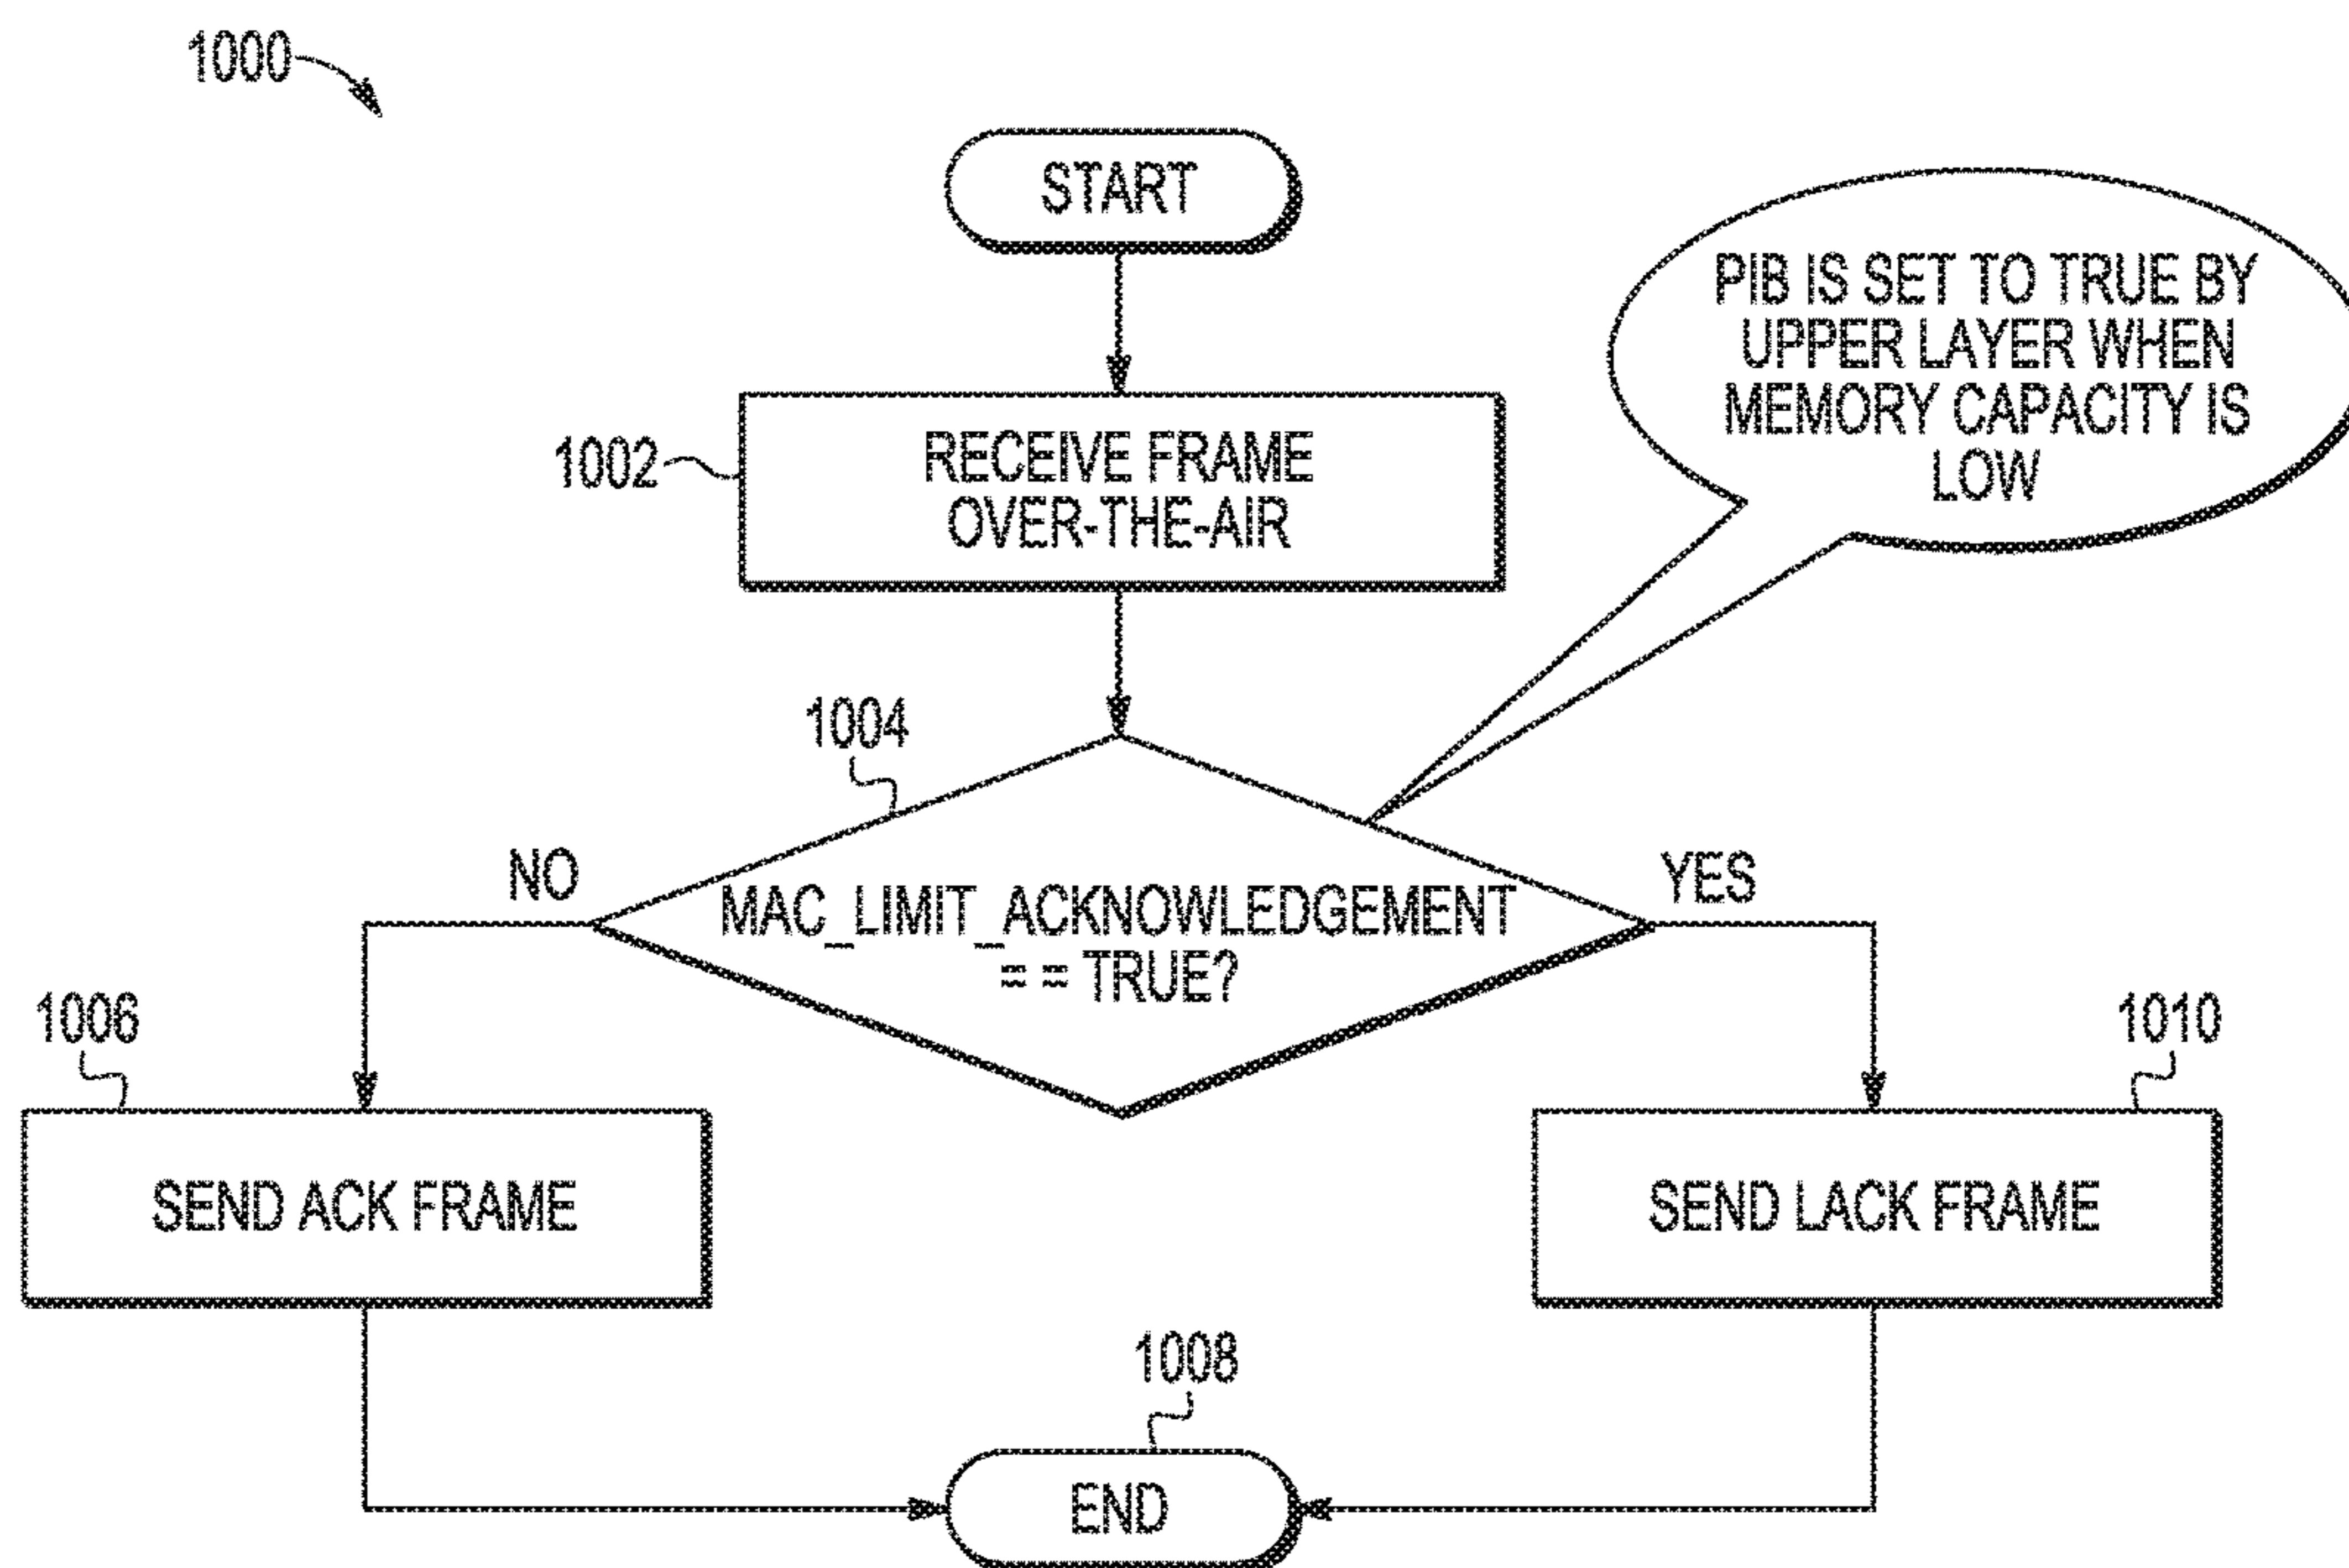 1000
START
PIB IS SET TO TRUE BY
UPPER LAYER WHEN
MEMORY CAPACITY IS
LOW
1002
RECEIVE FRAME
OVER-THE-AIR
1004
NO
YES
MAC_LIMIT_ACKNOWLEDGEMENT
= = TRUE?
1006
1010
SEND ACK FRAME
SEND LACK FRAME
1008
END